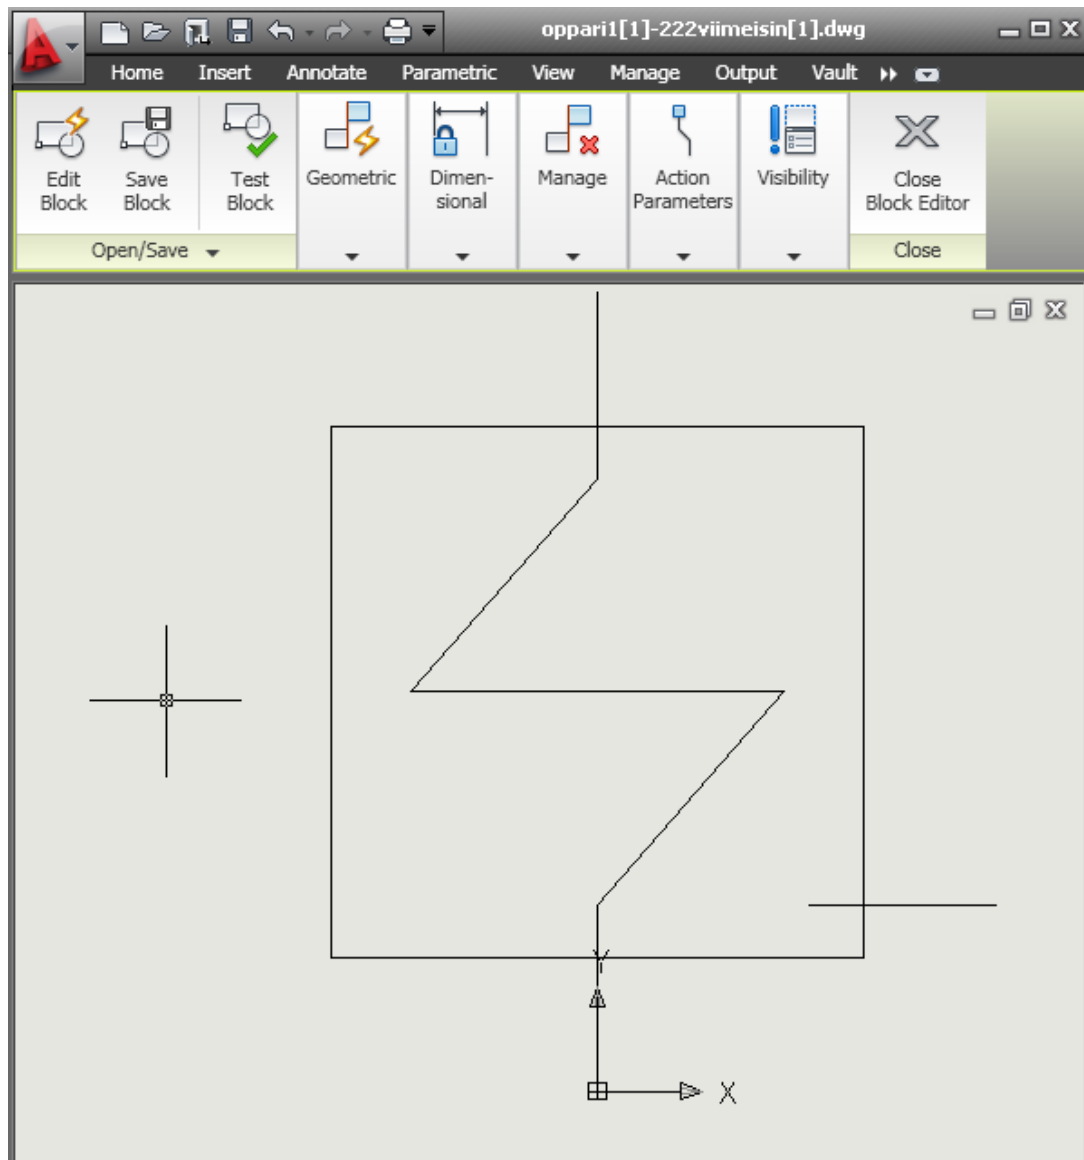 oppari1[1]-222viimeisin[1].dwg
Home Insert Annotate Parametric View Manage Output Vault
Edit Block
Save Block
Test Block
Geometric
Dimen-
sional
Manage
Action
Parameters
Visibility
Close
Block Editor
Open/Save
Close
Y
X